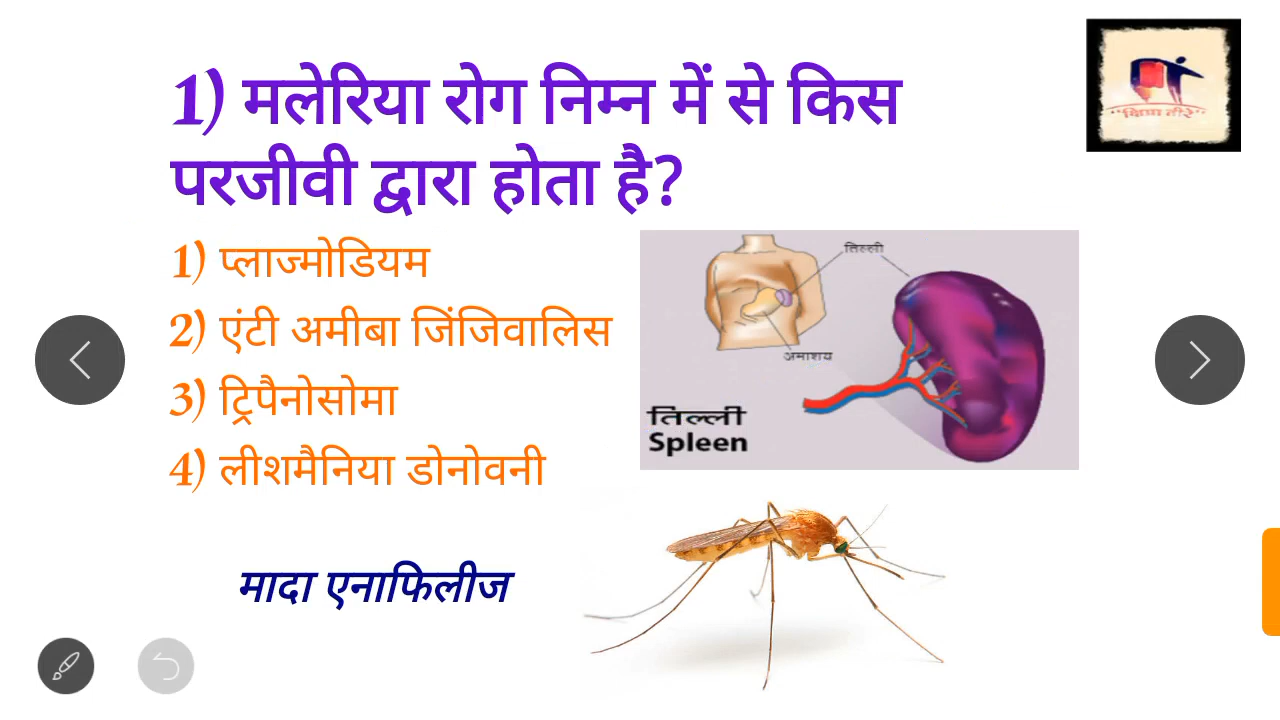 1) मलेरिया रोग निम्न में से किस
परजीवी द्वारा होता है?
1) प्लाज्मोडियम
2) एंटी अमीबा जिंजिवालिस
3) ट्रिपैनोसोमा
4) लीशमैनिया डोनोवनी
तिल्ली
अमाशय
तिल्ली
Spleen
मादा एनाफिलीज